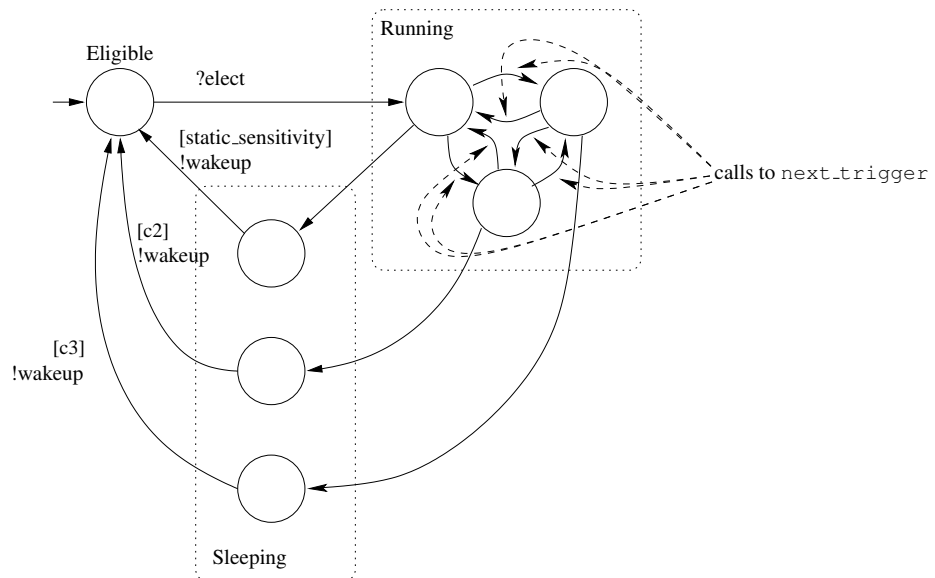 Running
Eligible
?elect
[static_sensitivity]
!wakeup
calls to next_trigger
[c2]
!wakeup
[c3]
!wakeup
Sleeping